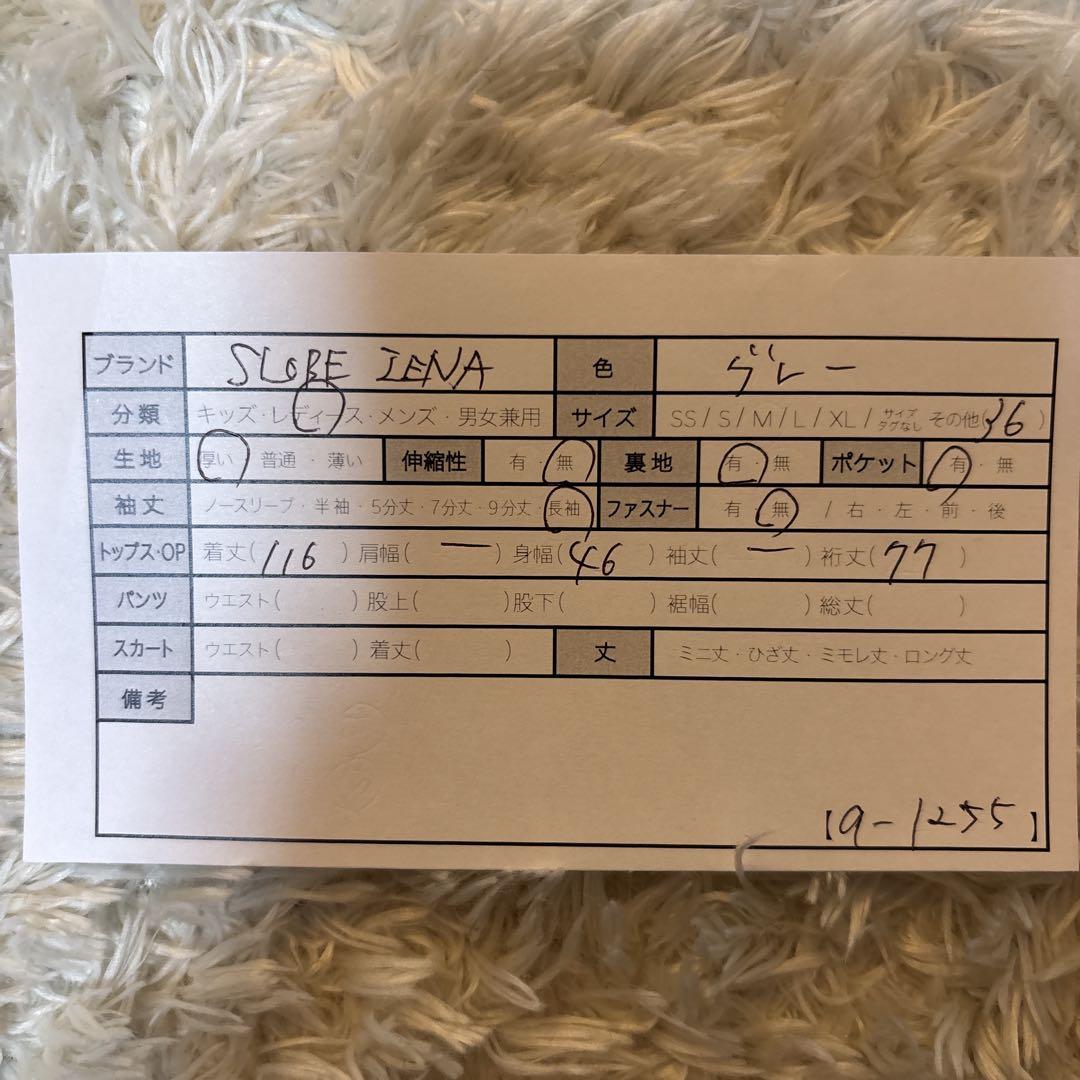 ブランド SLOBE IENA 色 グレー
分類 キッズ・レディース・メンズ・男女兼用 サイズ SS/S/M/L/XL/サイズタグなし その他(36)
生地 厚い・普通・薄い 伸縮性 有・無 裏地 有・無 ポケット 有・無
袖丈 ノースリーブ・半袖・5分丈・7分丈・9分丈・長袖 ファスナー 有・無 /右・左・前・後
トップス・OP 着丈(116)肩幅(ー)身幅(46)袖丈(ー)裄丈(77)
パンツ ウエスト( )股上( )股下( )裾幅( )総丈( )
スカート ウエスト( )着丈( ) 丈 ミニ丈・ひざ丈・ミモレ丈・ロング丈
備考
【a-1255】